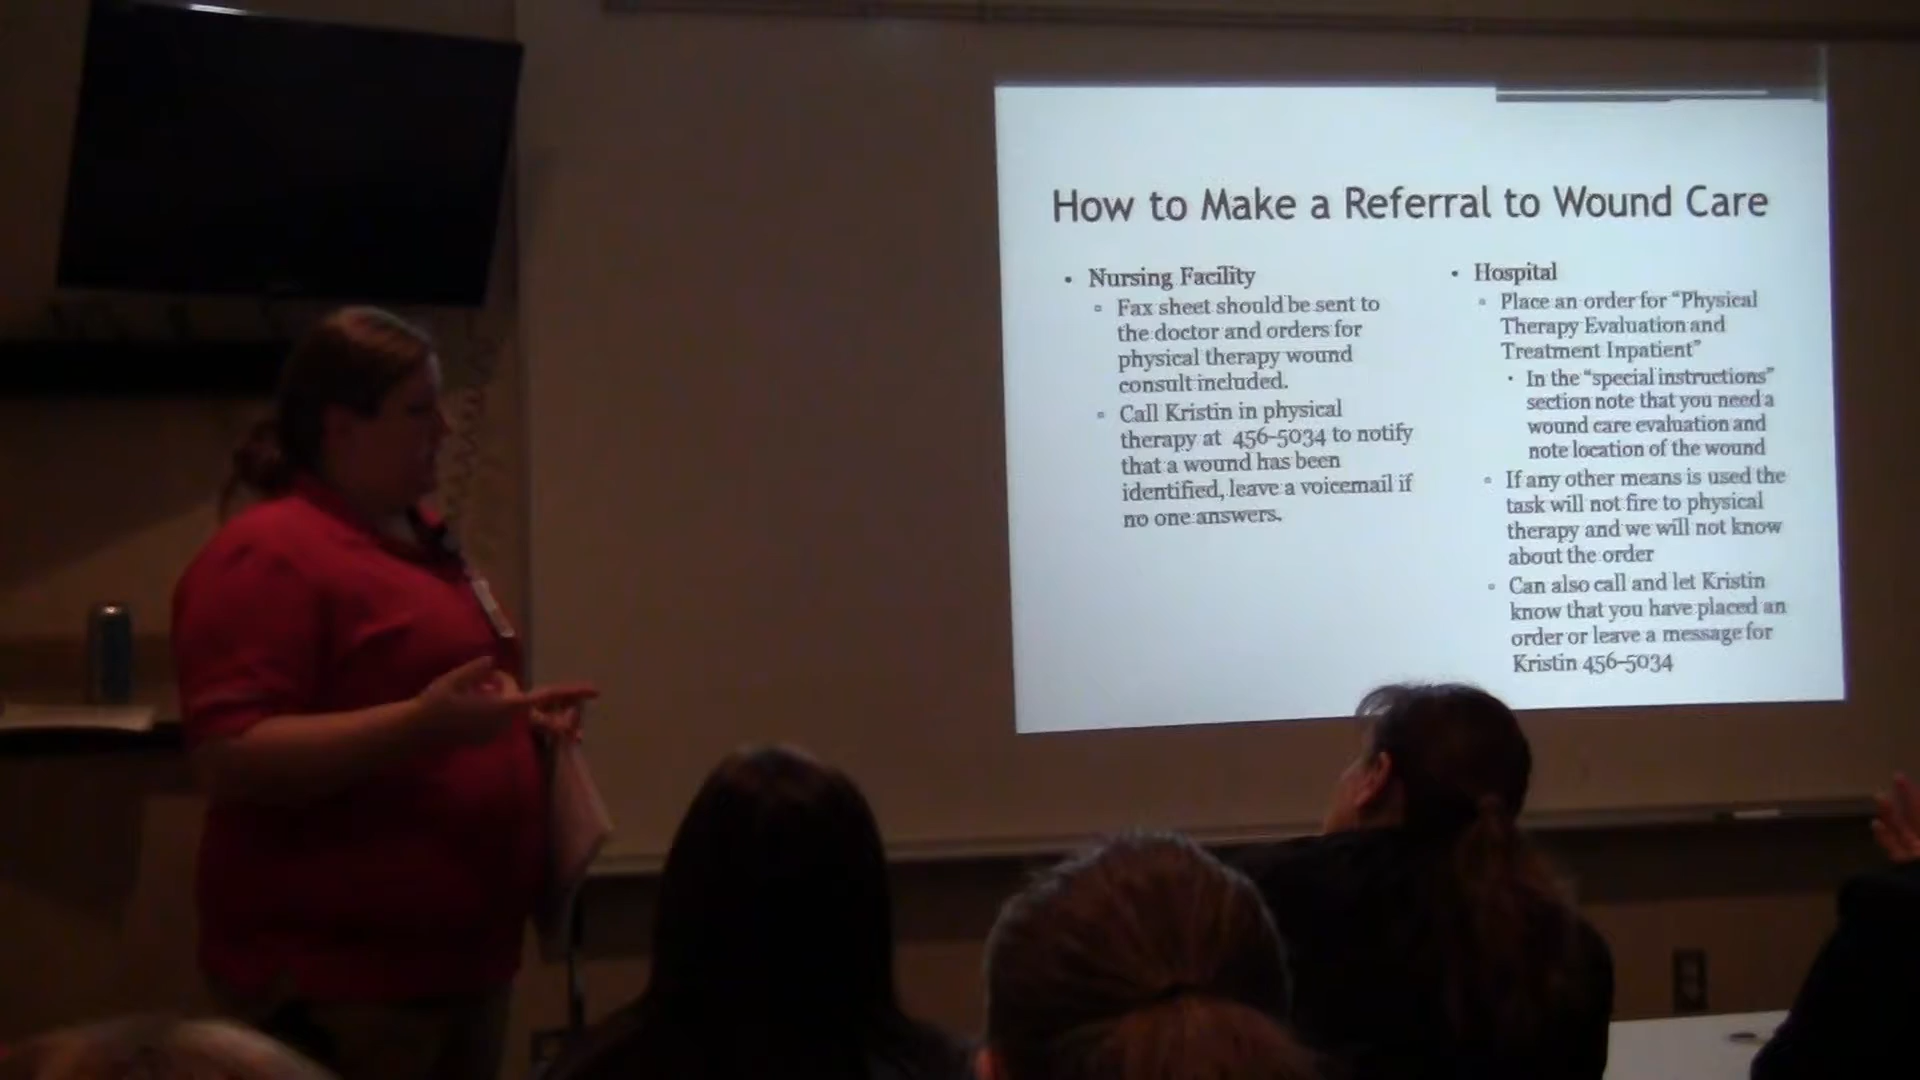 How to Make a Referral to Wound Care
• Nursing Facility
▫ Fax sheet should be sent to
the doctor and orders for
physical therapy wound
consult included.
▫ Call Kristin in physical
therapy at 456-5034 to notify
that a wound has been
identified, leave a voicemail if
no one answers.
• Hospital
▫ Place an order for “Physical
Therapy Evaluation and
Treatment Inpatient”
• In the “special instructions”
section note that you need a
wound care evaluation and
note location of the wound
▫ If any other means is used the
task will not fire to physical
therapy and we will not know
about the order
▫ Can also call and let Kristin
know that you have placed an
order or leave a message for
Kristin 456-5034